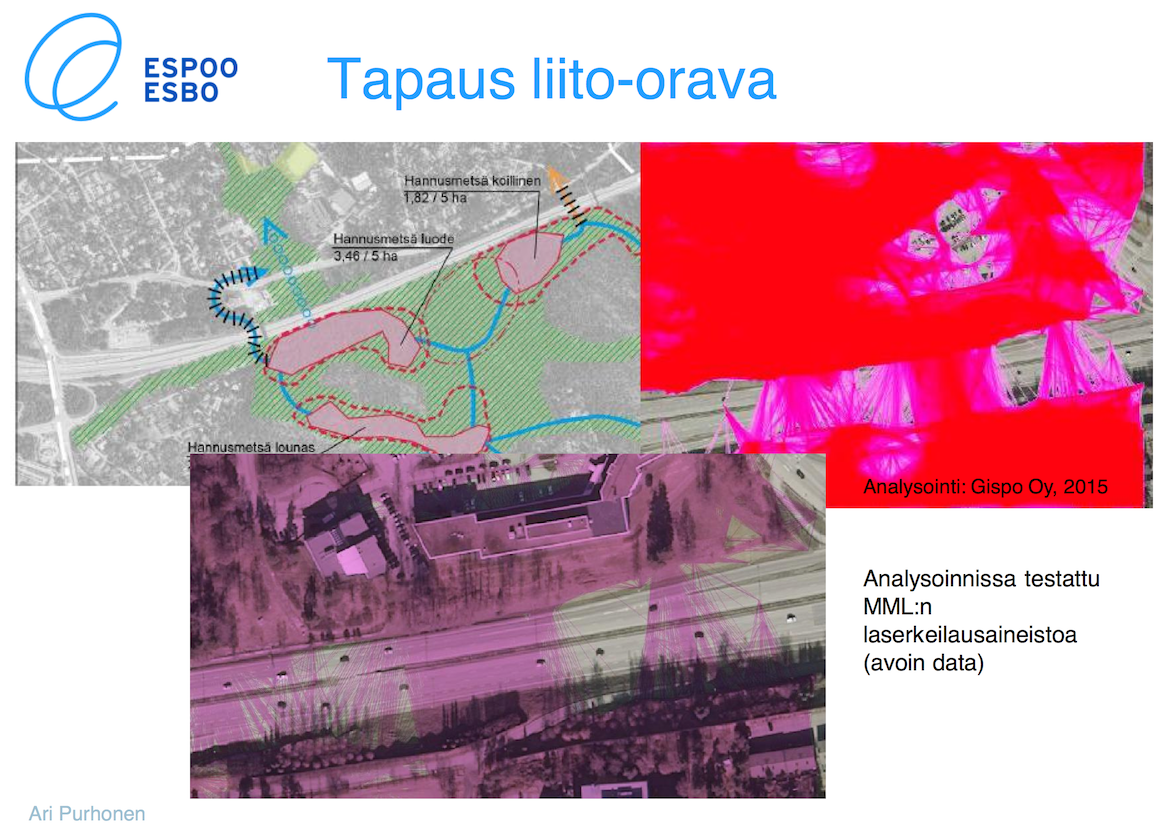 ESPOO
ESBO
Tapaus liito-orava
Hannusmetsä koillinen
1,82 / 5 ha
Hannusmetsä luode
3,46 / 5 ha
Hannusmetsä lounas
Analysointi: Gispo Oy, 2015
Analysoinnissa testattu
MML:n
laserkeilausaineistoa
(avoin data)
Ari Purhonen